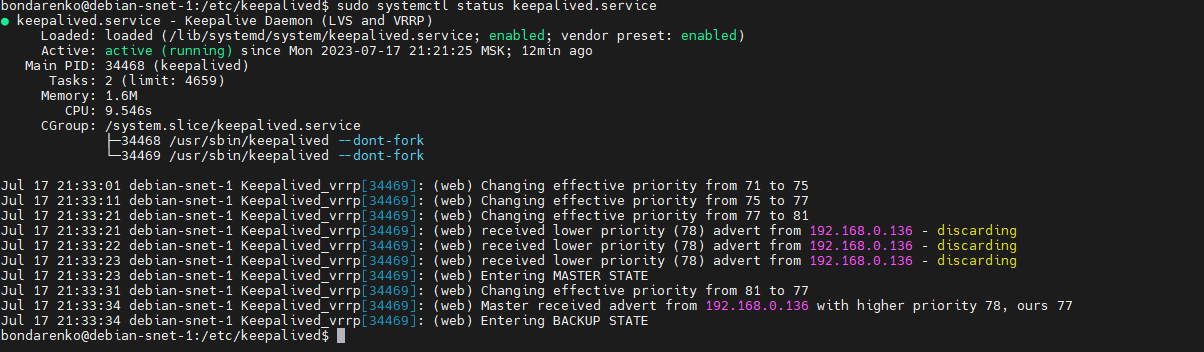 bondarenko@debian-snet-1:/etc/keepalived$ sudo systemctl status keepalived.service
● keepalived.service - Keepalive Daemon (LVS and VRRP)
     Loaded: loaded (/lib/systemd/system/keepalived.service; enabled; vendor preset: enabled)
     Active: active (running) since Mon 2023-07-17 21:21:25 MSK; 12min ago
   Main PID: 34468 (keepalived)
      Tasks: 2 (limit: 4659)
     Memory: 1.6M
        CPU: 9.546s
     CGroup: /system.slice/keepalived.service
             ├─34468 /usr/sbin/keepalived --dont-fork
             └─34469 /usr/sbin/keepalived --dont-fork

Jul 17 21:33:01 debian-snet-1 Keepalived_vrrp[34469]: (web) Changing effective priority from 71 to 75
Jul 17 21:33:11 debian-snet-1 Keepalived_vrrp[34469]: (web) Changing effective priority from 75 to 77
Jul 17 21:33:21 debian-snet-1 Keepalived_vrrp[34469]: (web) Changing effective priority from 77 to 81
Jul 17 21:33:21 debian-snet-1 Keepalived_vrrp[34469]: (web) received lower priority (78) advert from 192.168.0.136 - discarding
Jul 17 21:33:22 debian-snet-1 Keepalived_vrrp[34469]: (web) received lower priority (78) advert from 192.168.0.136 - discarding
Jul 17 21:33:23 debian-snet-1 Keepalived_vrrp[34469]: (web) received lower priority (78) advert from 192.168.0.136 - discarding
Jul 17 21:33:23 debian-snet-1 Keepalived_vrrp[34469]: (web) Entering MASTER STATE
Jul 17 21:33:31 debian-snet-1 Keepalived_vrrp[34469]: (web) Changing effective priority from 81 to 77
Jul 17 21:33:34 debian-snet-1 Keepalived_vrrp[34469]: (web) Master received advert from 192.168.0.136 with higher priority 78, ours 77
Jul 17 21:33:34 debian-snet-1 Keepalived_vrrp[34469]: (web) Entering BACKUP STATE
bondarenko@debian-snet-1:/etc/keepalived$